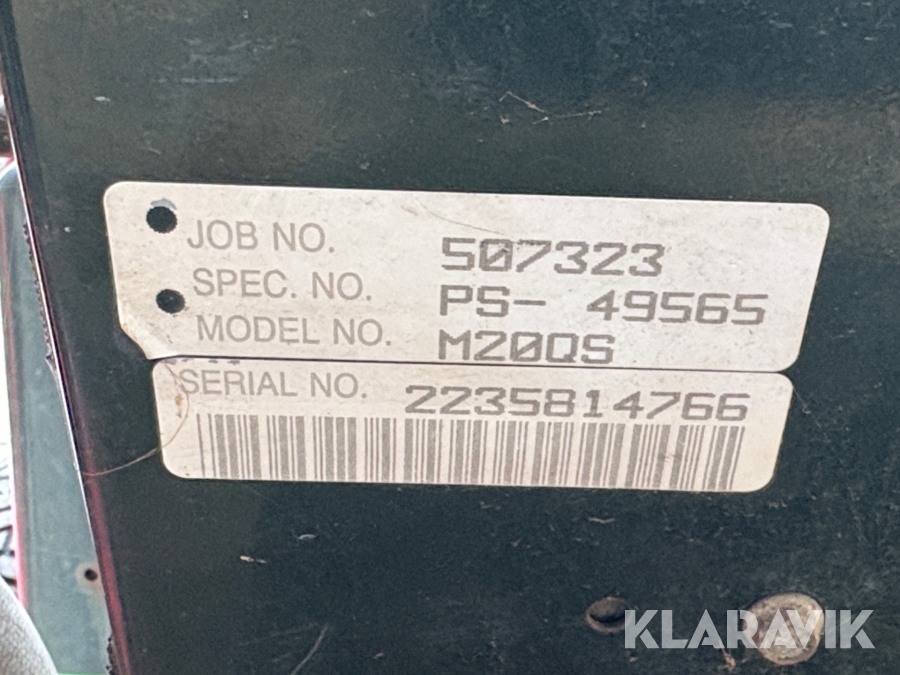 JOB NO. 507323
SPEC. NO. PS- 49565
MODEL NO. M20QS
SERIAL NO. 2235814766
KLARAVIK